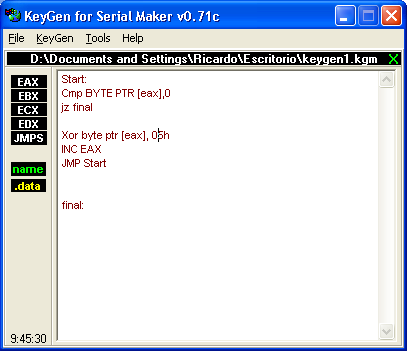 KeyGen for Serial Maker v0.71c
File KeyGen Tools Help
D:\Documents and Settings\Ricardo\Escritorio\keygen1.kgm X
EAX
EBX
ECX
EDX
JMPS
name
.data
Start:
Cmp BYTE PTR [eax],0
jz final
Xor byte ptr [eax], 05h
INC EAX
JMP Start
final:
9:45:30